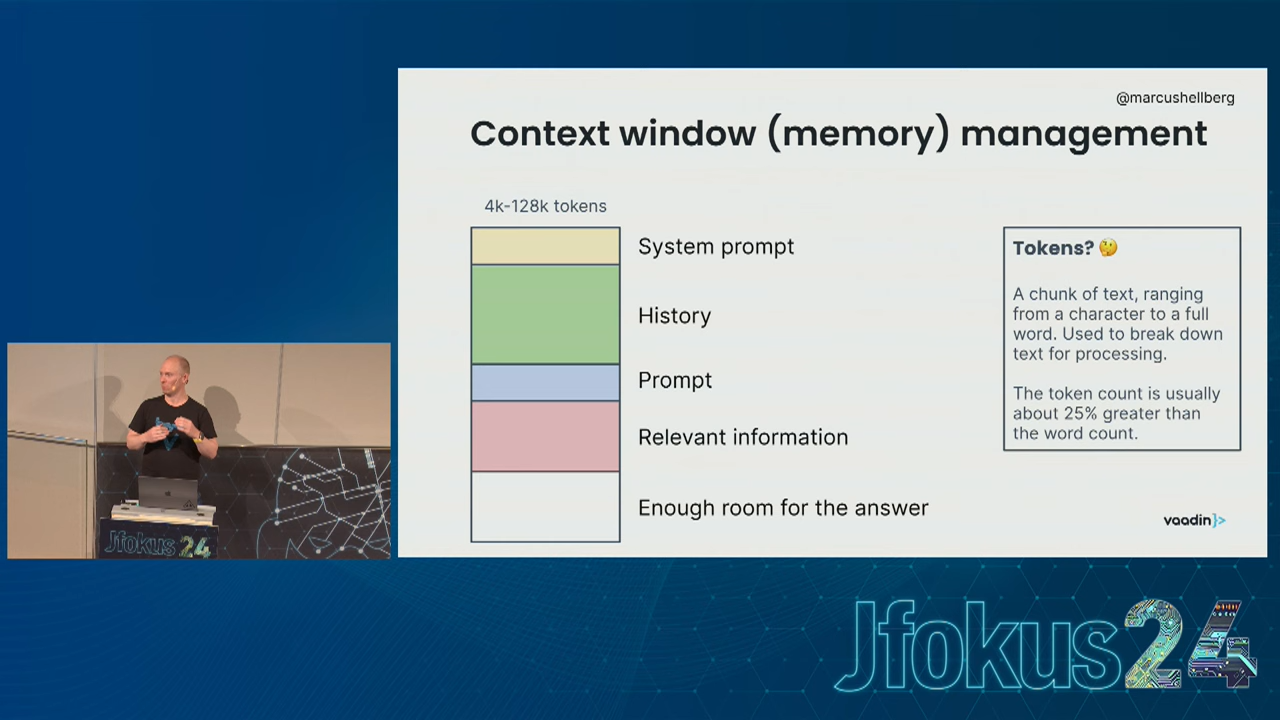 @marcushellberg
Context window (memory) management
4k-128k tokens
System prompt
History
Prompt
Relevant information
Enough room for the answer
Tokens? 🤔
A chunk of text, ranging
from a character to a full
word. Used to break down
text for processing.
The token count is usually
about 25% greater than
the word count.
vaadin}>
Jfokus 24
Jfokus24